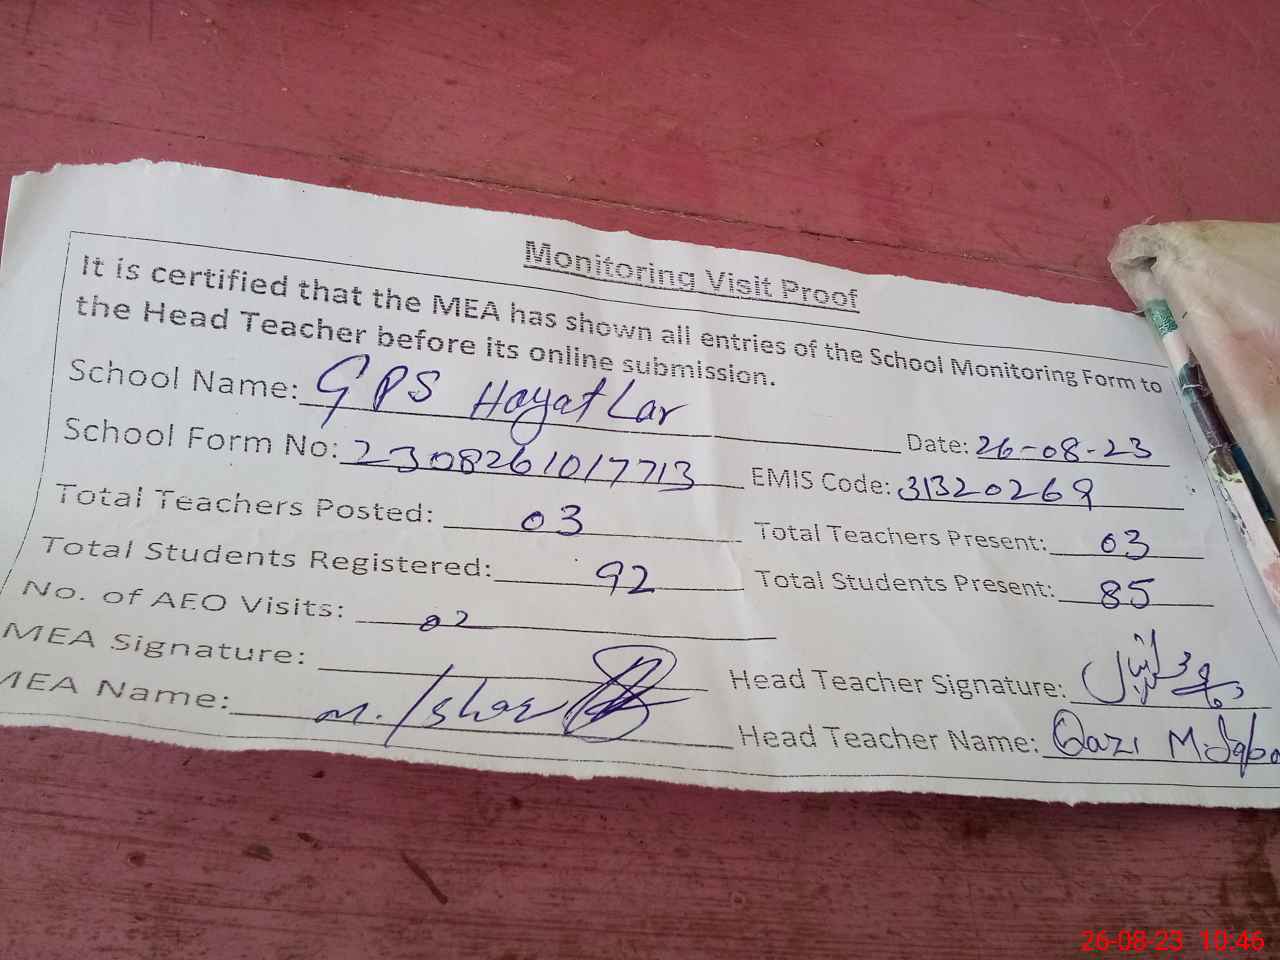 Monitoring Visit Proof
It is certified that the MEA has shown all entries of the School Monitoring Form to
the Head Teacher before its online submission.
School Name: GPS Hayat Lar Date: 26-08-23
School Form No: 2308261017713 EMIS Code: 31320269
Total Teachers Posted: 03 Total Teachers Present: 03
Total Students Registered: 92 Total Students Present: 85
No. of AEO Visits: 02
MEA Signature: Head Teacher Signature:
MEA Name: M. Head Teacher Name: Qazi M. Iqba
26-08-23 10:46